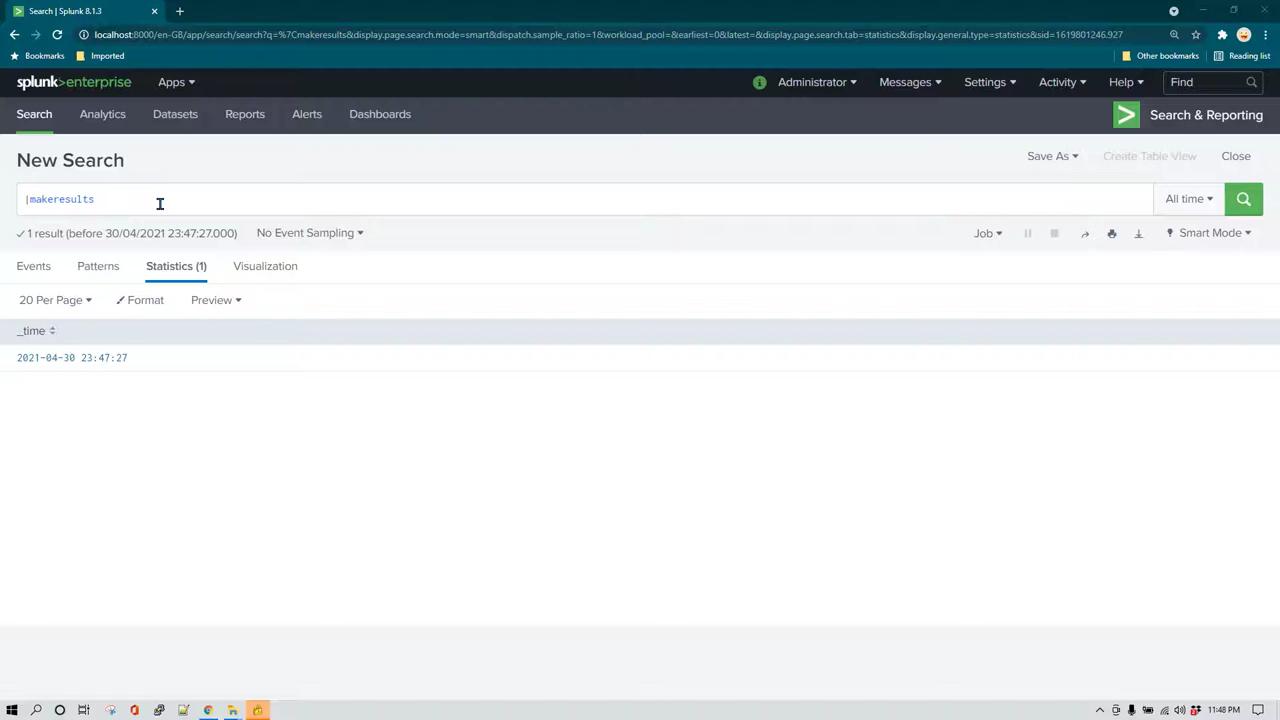 Search | Splunk 8.1.3
localhost:8000/en-GB/app/search/search?q=%7Cmakeresults&display.page.search.mode=smart&dispatch.sample_ratio=1&workload_pool=&earliest=0&latest=&display.page.search.tab=statistics&display.general.type=statistics&sid=1619801246.927
Bookmarks Imported Other bookmarks Reading list
splunk>enterprise Apps Administrator Messages Settings Activity Help Find
Search Analytics Datasets Reports Alerts Dashboards Search & Reporting
New Search Save As Create Table View Close
|makeresults All time
1 result (before 30/04/2021 23:47:27.000) No Event Sampling Job Smart Mode
Events Patterns Statistics (1) Visualization
20 Per Page Format Preview
_time
2021-04-30 23:47:27
11:48 PM